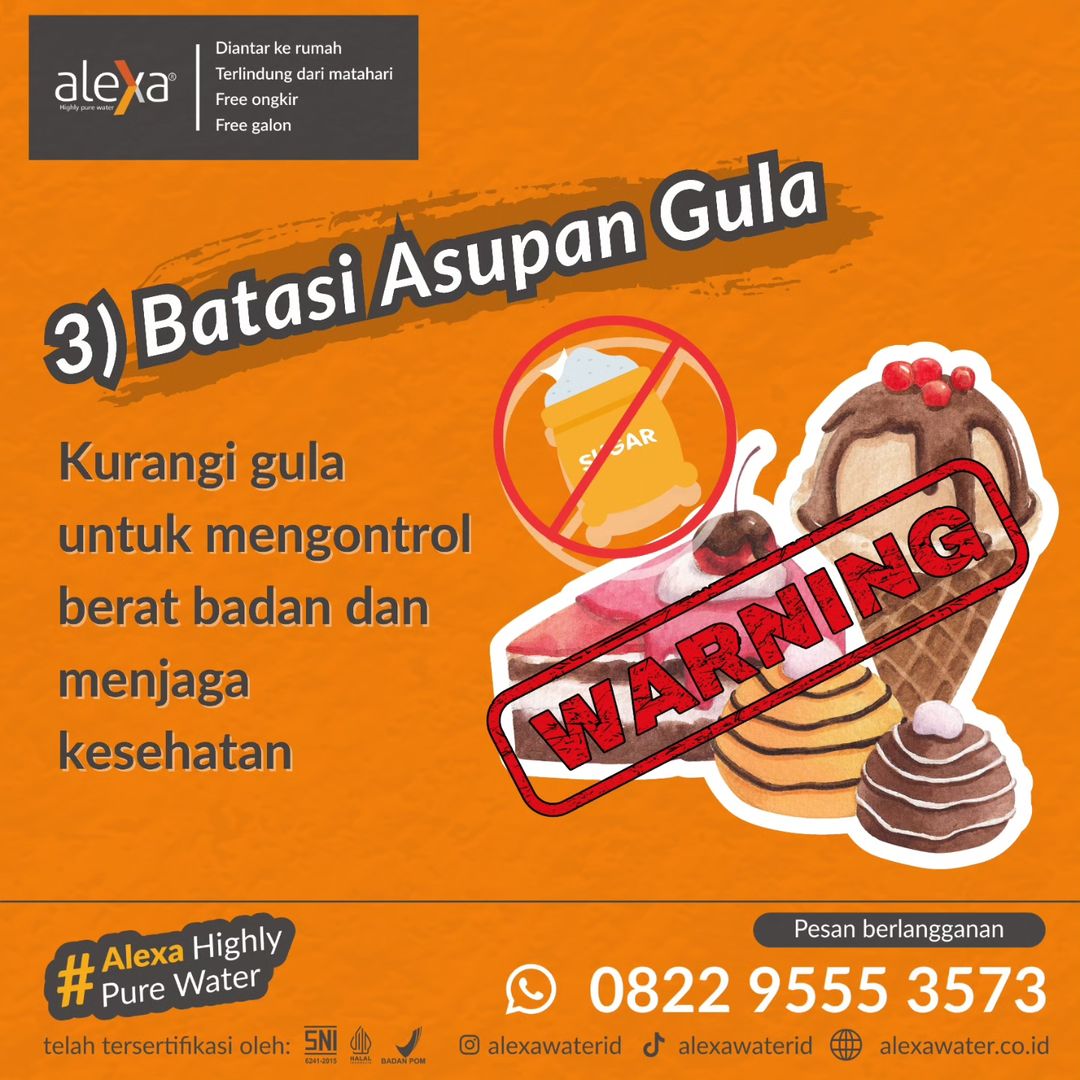 alexa®
Highly pure water
Diantar ke rumah
Terlindung dari matahari
Free ongkir
Free galon
3) Batasi Asupan Gula
Kurangi gula
untuk mengontrol
berat badan dan
menjaga
kesehatan
SUGAR
WARNING
#Alexa Highly
Pure Water
Pesan berlangganan
0822 9555 3573
telah tersertifikasi oleh: SNI 6241-2015 HALAL INDONESIA BADAN POM alexawaterid alexawaterid alexawater.co.id